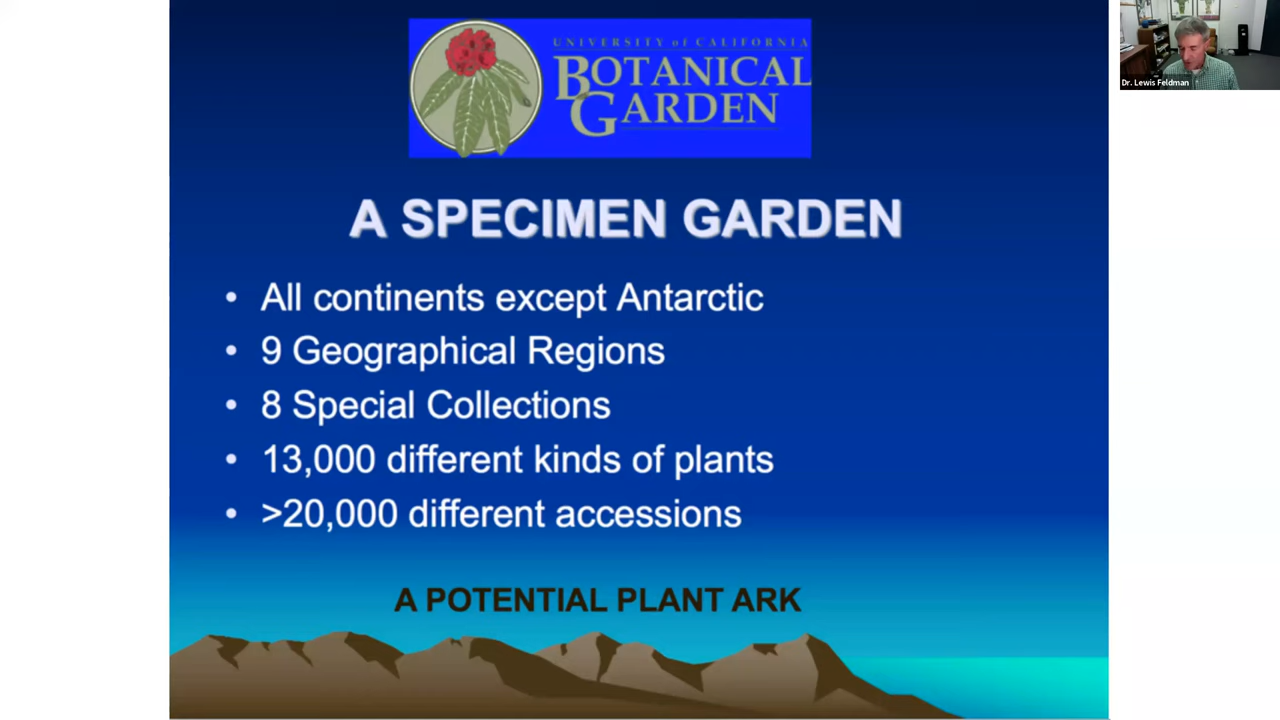 UNIVERSITY of CALIFORNIA
BOTANICAL
GARDEN
Dr. Lewis Feldman
A SPECIMEN GARDEN
• All continents except Antarctic
• 9 Geographical Regions
• 8 Special Collections
• 13,000 different kinds of plants
• >20,000 different accessions
A POTENTIAL PLANT ARK